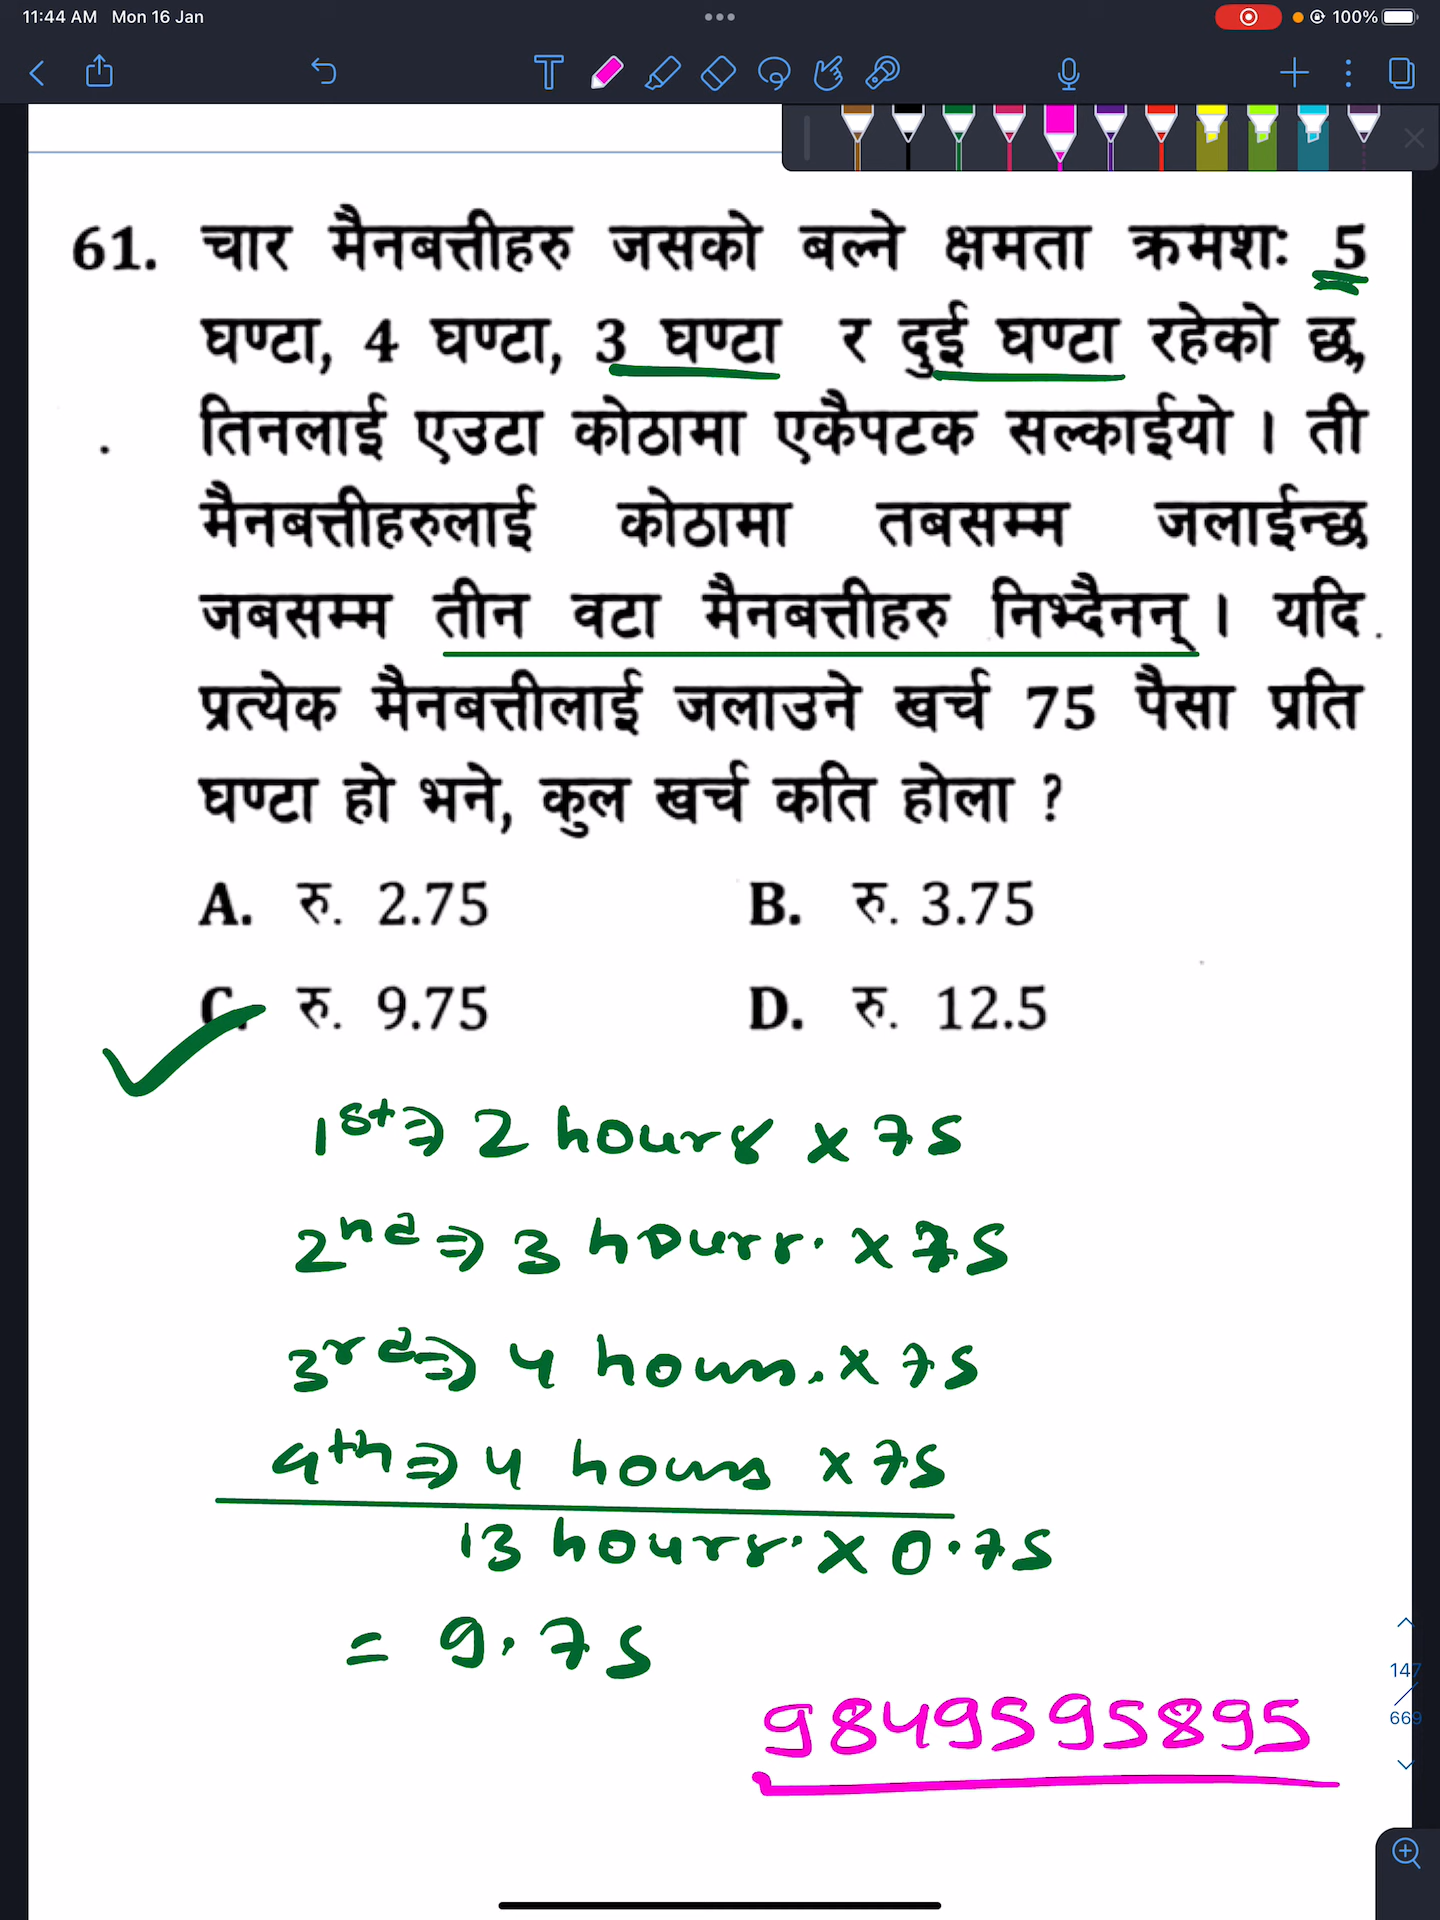 11:44 AM Mon 16 Jan
100%
61. चार मैनबत्तीहरु जसको बल्ने क्षमता क्रमशः 5
घण्टा, 4 घण्टा, 3 घण्टा र दुई घण्टा रहेको छ,
तिनलाई एउटा कोठामा एकैपटक सल्काईयो । ती
मैनबत्तीहरुलाई कोठामा तबसम्म जलाईन्छ
जबसम्म तीन वटा मैनबत्तीहरु निभ्दैनन् । यदि
प्रत्येक मैनबत्तीलाई जलाउने खर्च 75 पैसा प्रति
घण्टा हो भने, कुल खर्च कति होला ?
A. रु. 2.75 B. रु. 3.75
C. रु. 9.75 D. रु. 12.5
1st ⇒ 2 hours × 75
2nd ⇒ 3 hours. × 75
3rd ⇒ 4 hours. × 75
4th ⇒ 4 hours × 75
13 hours. × 0.75
= 9.75
9849595895
147
669